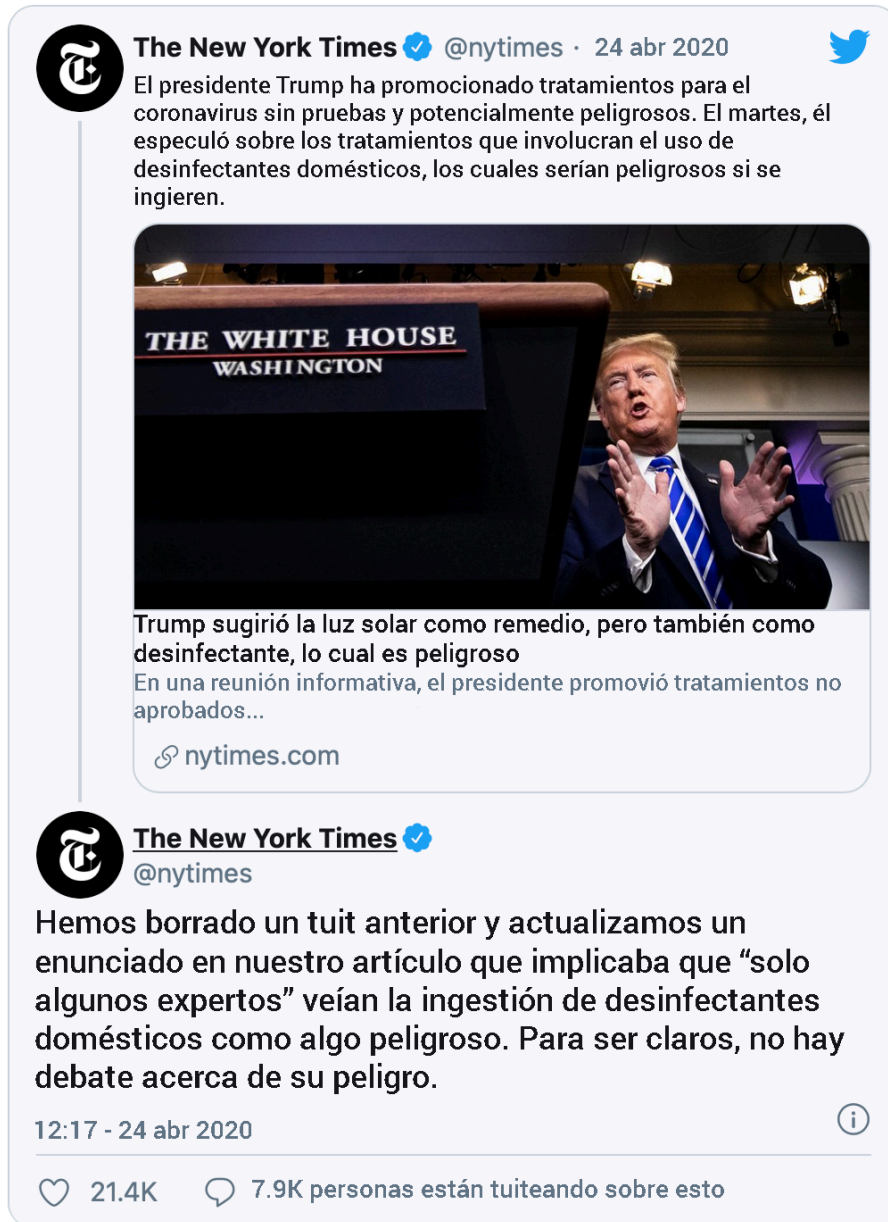 The New York Times @nytimes · 24 abr 2020
El presidente Trump ha promocionado tratamientos para el
coronavirus sin pruebas y potencialmente peligrosos. El martes, él
especuló sobre los tratamientos que involucran el uso de
desinfectantes domésticos, los cuales serían peligrosos si se
ingieren.
THE WHITE HOUSE
WASHINGTON
Trump sugirió la luz solar como remedio, pero también como
desinfectante, lo cual es peligroso
En una reunión informativa, el presidente promovió tratamientos no
aprobados...
nytimes.com
The New York Times
@nytimes
Hemos borrado un tuit anterior y actualizamos un
enunciado en nuestro artículo que implicaba que “solo
algunos expertos” veían la ingestión de desinfectantes
domésticos como algo peligroso. Para ser claros, no hay
debate acerca de su peligro.
12:17 - 24 abr 2020
21.4K 7.9K personas están tuiteando sobre esto